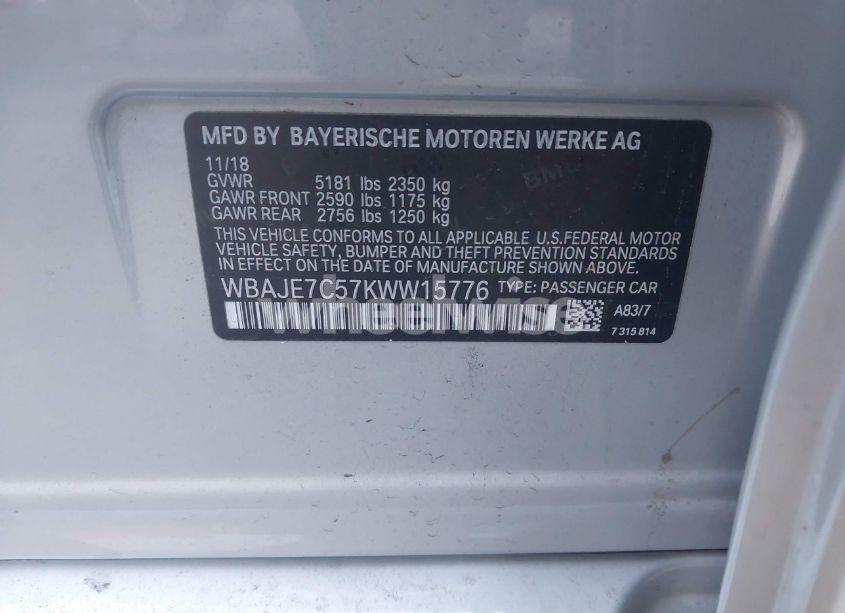 MFD BY BAYERISCHE MOTOREN WERKE AG
11/18
GVWR 5181 lbs 2350 kg
GAWR FRONT 2590 lbs 1175 kg
GAWR REAR 2756 lbs 1250 kg
THIS VEHICLE CONFORMS TO ALL APPLICABLE U.S.FEDERAL MOTOR
VEHICLE SAFETY, BUMPER AND THEFT PREVENTION STANDARDS
IN EFFECT ON THE DATE OF MANUFACTURE SHOWN ABOVE.
WBAJE7C57KWW15776 TYPE: PASSENGER CAR
wheelwise
A83/7
7 315 814